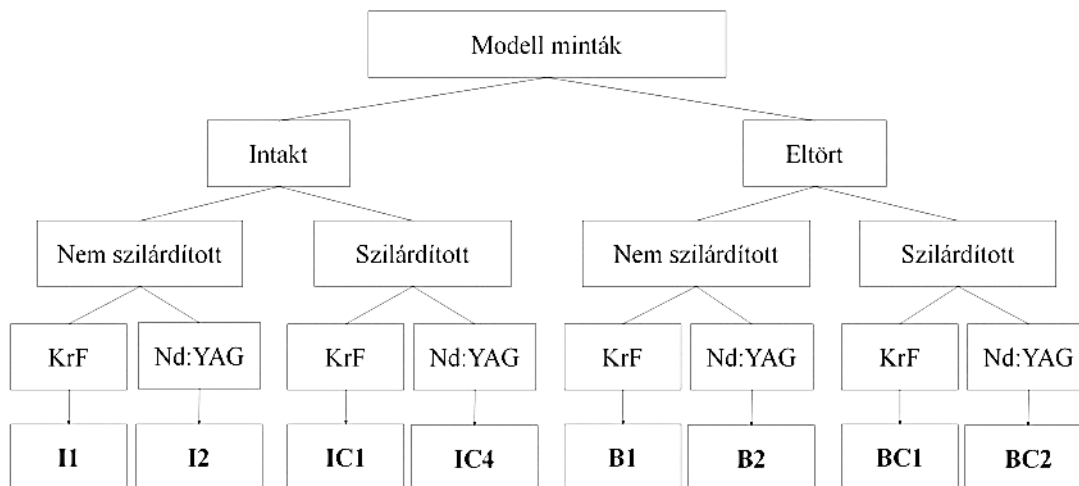 Modell minták
Intakt
Eltört
Nem szilárdított
Szilárdított
Nem szilárdított
Szilárdított
KrF
Nd:YAG
KrF
Nd:YAG
KrF
Nd:YAG
KrF
Nd:YAG
I1
I2
IC1
IC4
B1
B2
BC1
BC2